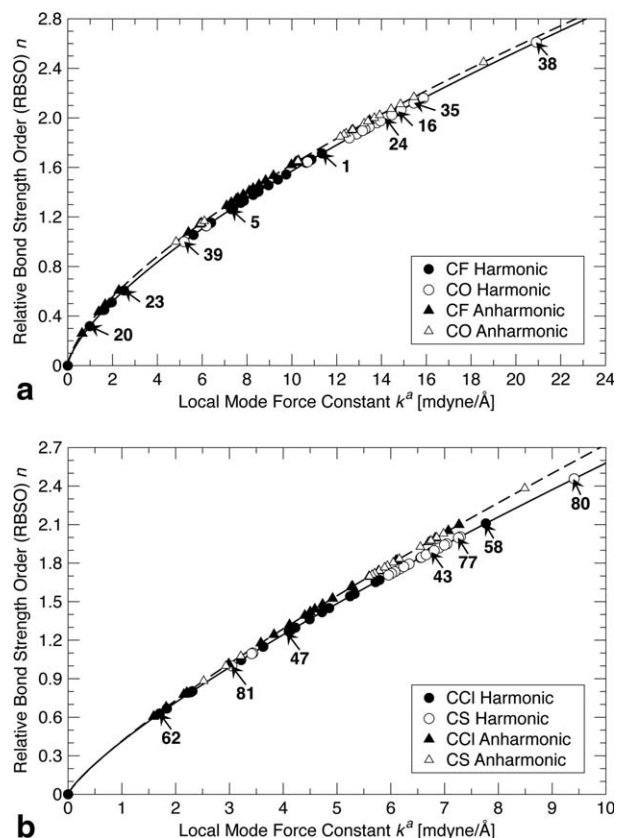 2.8
2.4
2.0
1.6
1.2
0.8
0.4
0.0
Relative Bond Strength Order (RBSO) n
38
35
16
24
1
5
39
23
20
CF Harmonic
CO Harmonic
CF Anharmonic
CO Anharmonic
0 2 4 6 8 10 12 14 16 18 20 22 24
a
Local Mode Force Constant kᵃ [mdyne/Å]
2.7
2.4
2.1
1.8
1.5
1.2
0.9
0.6
0.3
0
Relative Bond Strength Order (RBSO) n
80
58
77
43
47
81
62
CCl Harmonic
CS Harmonic
CCl Anharmonic
CS Anharmonic
0 1 2 3 4 5 6 7 8 9 10
b
Local Mode Force Constant kᵃ [mdyne/Å]